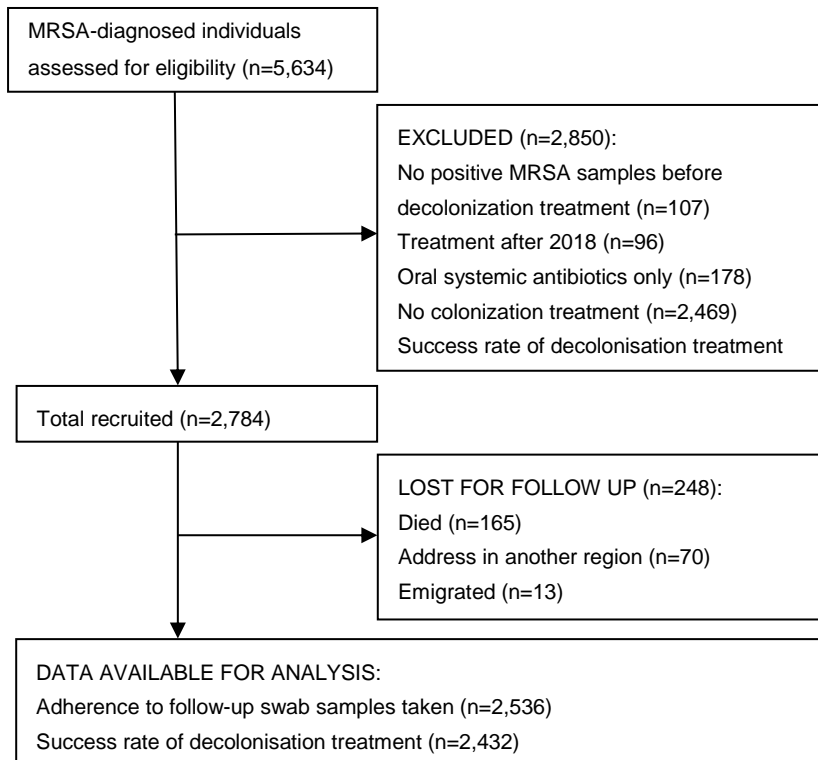 MRSA-diagnosed individuals
assessed for eligibility (n=5,634)
EXCLUDED (n=2,850):
No positive MRSA samples before
decolonization treatment (n=107)
Treatment after 2018 (n=96)
Oral systemic antibiotics only (n=178)
No colonization treatment (n=2,469)
Success rate of decolonisation treatment
Total recruited (n=2,784)
LOST FOR FOLLOW UP (n=248):
Died (n=165)
Address in another region (n=70)
Emigrated (n=13)
DATA AVAILABLE FOR ANALYSIS:
Adherence to follow-up swab samples taken (n=2,536)
Success rate of decolonisation treatment (n=2,432)